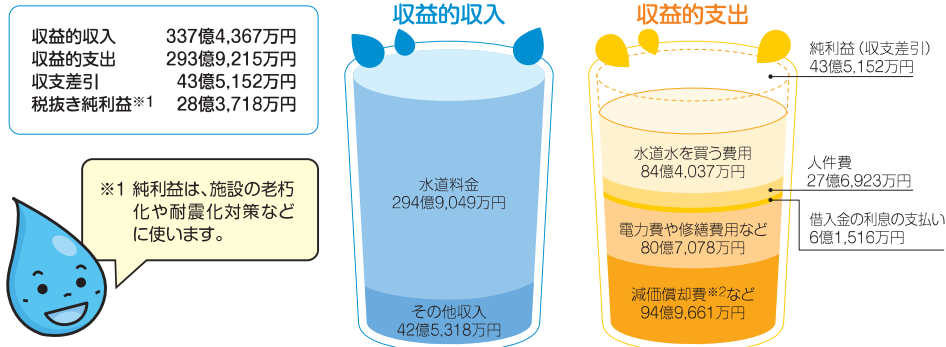 収益的収入 337億4,367万円
収益的支出 293億9,215万円
収支差引 43億5,152万円
税抜き純利益※1 28億3,718万円
※1 純利益は、施設の老朽
化や耐震化対策など
に使います。
収益的収入
水道料金
294億9,049万円
その他収入
42億5,318万円
収益的支出
純利益（収支差引）
43億5,152万円
水道水を買う費用
84億4,037万円
人件費
27億6,923万円
借入金の利息の支払い
6億1,516万円
電力費や修繕費用など
80億7,078万円
減価償却費※2など
94億9,661万円